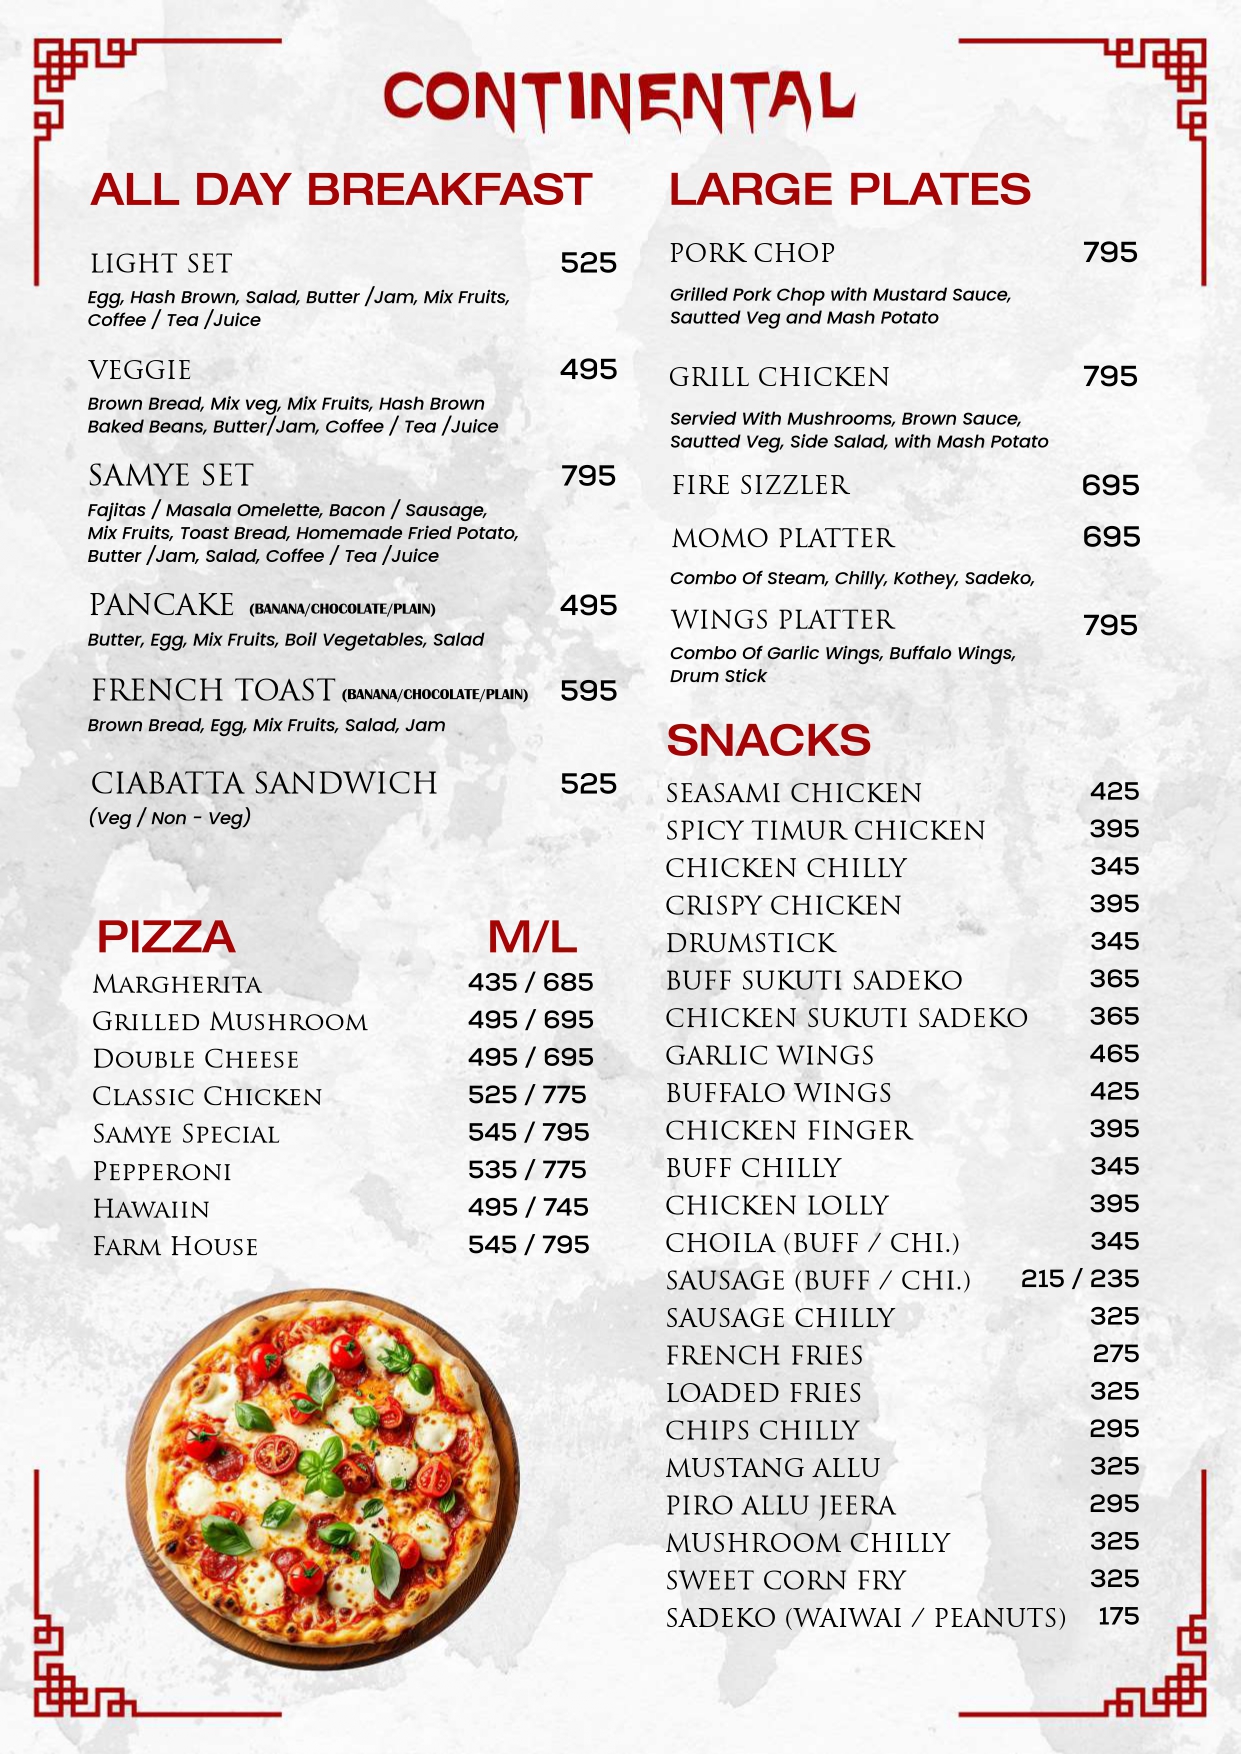 CONTINENTAL
ALL DAY BREAKFAST
LIGHT SET 525
Egg, Hash Brown, Salad, Butter /Jam, Mix Fruits,
Coffee / Tea /Juice
VEGGIE 495
Brown Bread, Mix veg, Mix Fruits, Hash Brown
Baked Beans, Butter/Jam, Coffee / Tea /Juice
SAMYE SET 795
Fajitas / Masala Omelette, Bacon / Sausage,
Mix Fruits, Toast Bread, Homemade Fried Potato,
Butter /Jam, Salad, Coffee / Tea /Juice
PANCAKE (BANANA/CHOCOLATE/PLAIN) 495
Butter, Egg, Mix Fruits, Boil Vegetables, Salad
FRENCH TOAST (BANANA/CHOCOLATE/PLAIN) 595
Brown Bread, Egg, Mix Fruits, Salad, Jam
CIABATTA SANDWICH 525
(Veg / Non - Veg)
PIZZA M/L
MARGHERITA 435 / 685
GRILLED MUSHROOM 495 / 695
DOUBLE CHEESE 495 / 695
CLASSIC CHICKEN 525 / 775
SAMYE SPECIAL 545 / 795
PEPPERONI 535 / 775
HAWAIIN 495 / 745
FARM HOUSE 545 / 795
LARGE PLATES
PORK CHOP 795
Grilled Pork Chop with Mustard Sauce,
Sautted Veg and Mash Potato
GRILL CHICKEN 795
Servied With Mushrooms, Brown Sauce,
Sautted Veg, Side Salad, with Mash Potato
FIRE SIZZLER 695
MOMO PLATTER 695
Combo Of Steam, Chilly, Kothey, Sadeko,
WINGS PLATTER 795
Combo Of Garlic Wings, Buffalo Wings,
Drum Stick
SNACKS
SEASAMI CHICKEN 425
SPICY TIMUR CHICKEN 395
CHICKEN CHILLY 345
CRISPY CHICKEN 395
DRUMSTICK 345
BUFF SUKUTI SADEKO 365
CHICKEN SUKUTI SADEKO 365
GARLIC WINGS 465
BUFFALO WINGS 425
CHICKEN FINGER 395
BUFF CHILLY 345
CHICKEN LOLLY 395
CHOILA (BUFF / CHI.) 345
SAUSAGE (BUFF / CHI.) 215 / 235
SAUSAGE CHILLY 325
FRENCH FRIES 275
LOADED FRIES 325
CHIPS CHILLY 295
MUSTANG ALLU 325
PIRO ALLU JEERA 295
MUSHROOM CHILLY 325
SWEET CORN FRY 325
SADEKO (WAIWAI / PEANUTS) 175